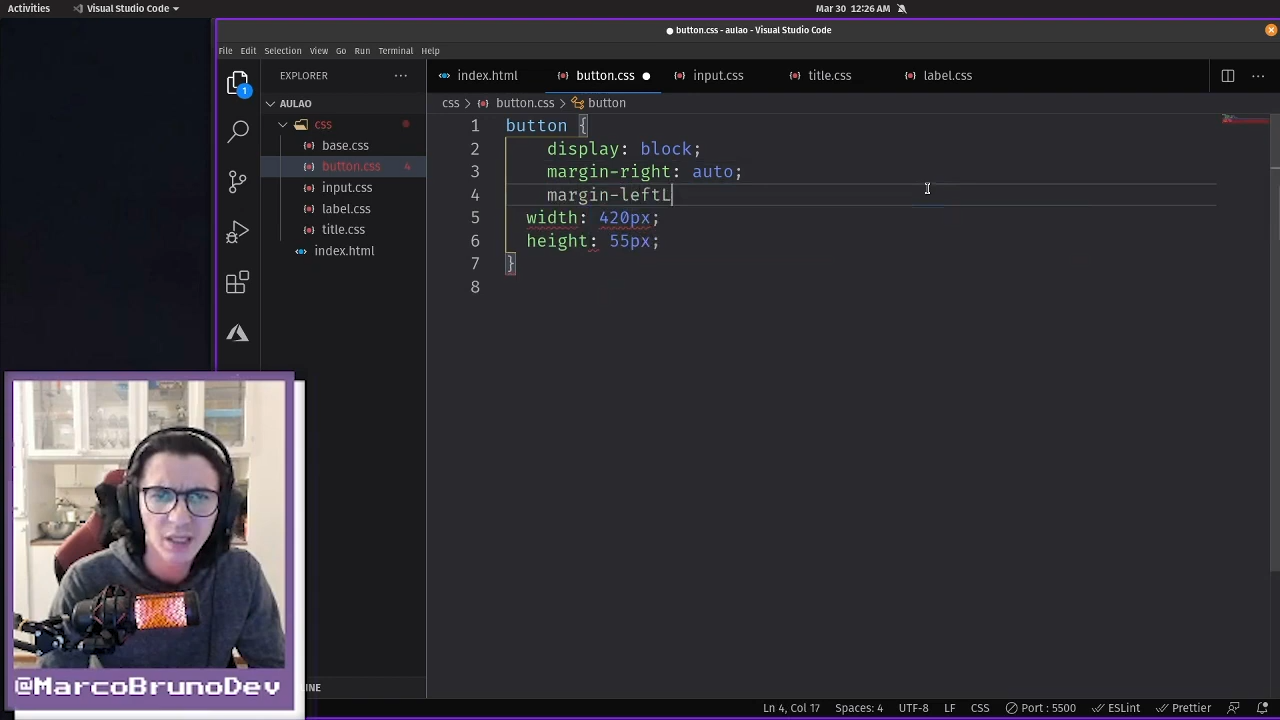 Activities
Visual Studio Code
Mar 30 12:26 AM
● button.css - aulao - Visual Studio Code
File Edit Selection View Go Run Terminal Help
1
EXPLORER
index.html
button.css
input.css
title.css
label.css
AULAO
css > button.css > button
css
base.css
button.css 4
input.css
label.css
title.css
index.html
1 button {
2 display: block;
3 margin-right: auto;
4 margin-leftL
5 width: 420px;
6 height: 55px;
7 }
8
@MarcoBrunoDev
INE
Ln 4, Col 17 Spaces: 4 UTF-8 LF CSS Port : 5500 ESLint Prettier